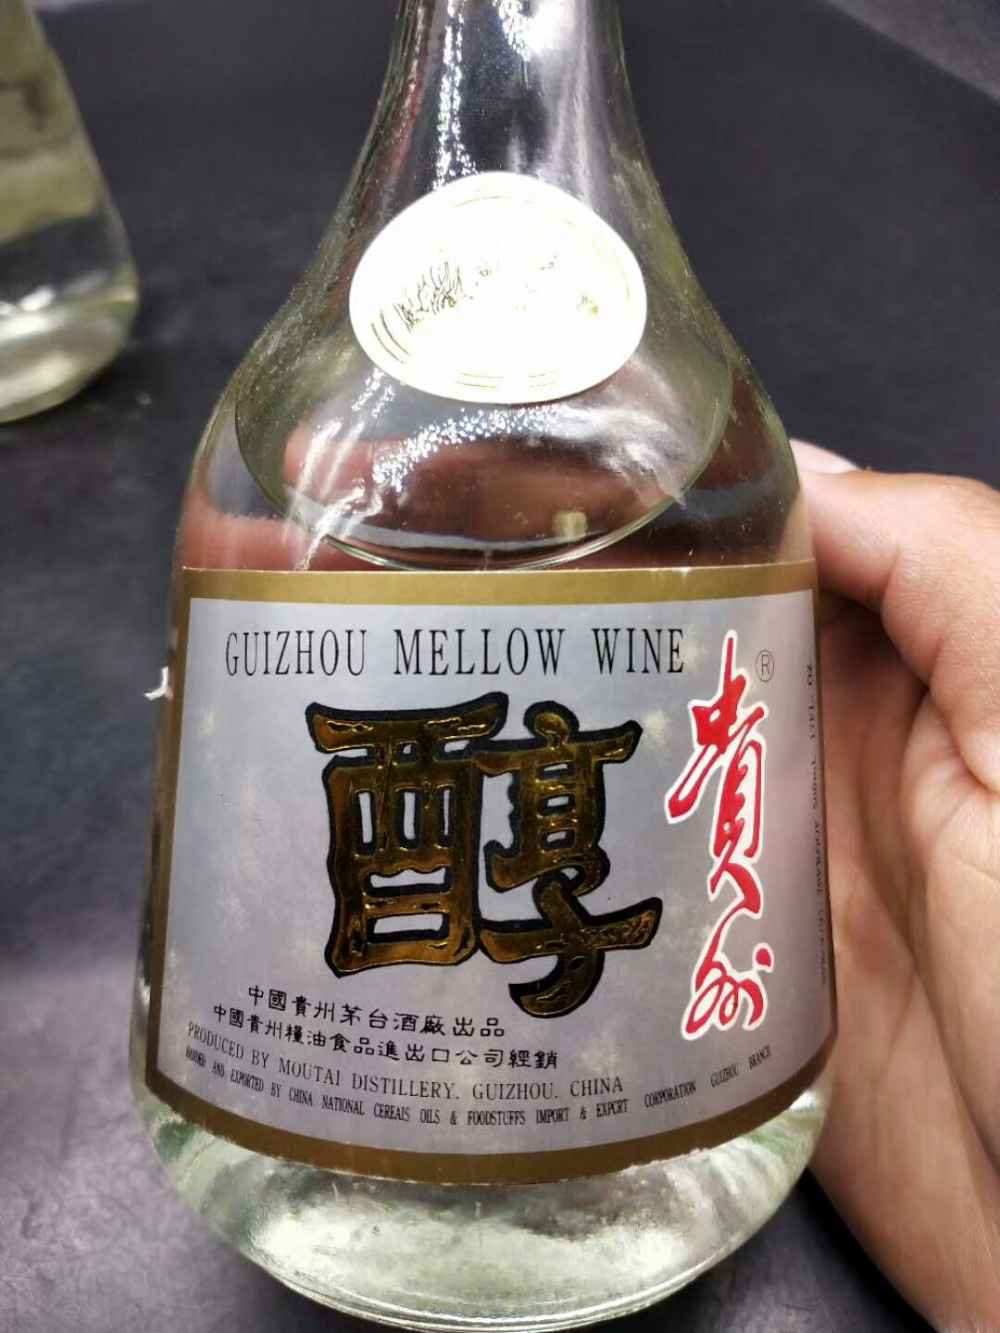 GUIZHOU MELLOW WINE
貴州
®
醇
中國貴州茅台酒廠出品
中國貴州糧油食品進出口公司經銷
PRODUCED BY MOUTAI DISTILLERY. GUIZHOU. CHINA
AND EXPORTED BY CHINA NATIONAL CEREAIS OILS & FOODSTUFFS IMPORT & EXPCRT CORPORATION GUIZHOU BRANCH